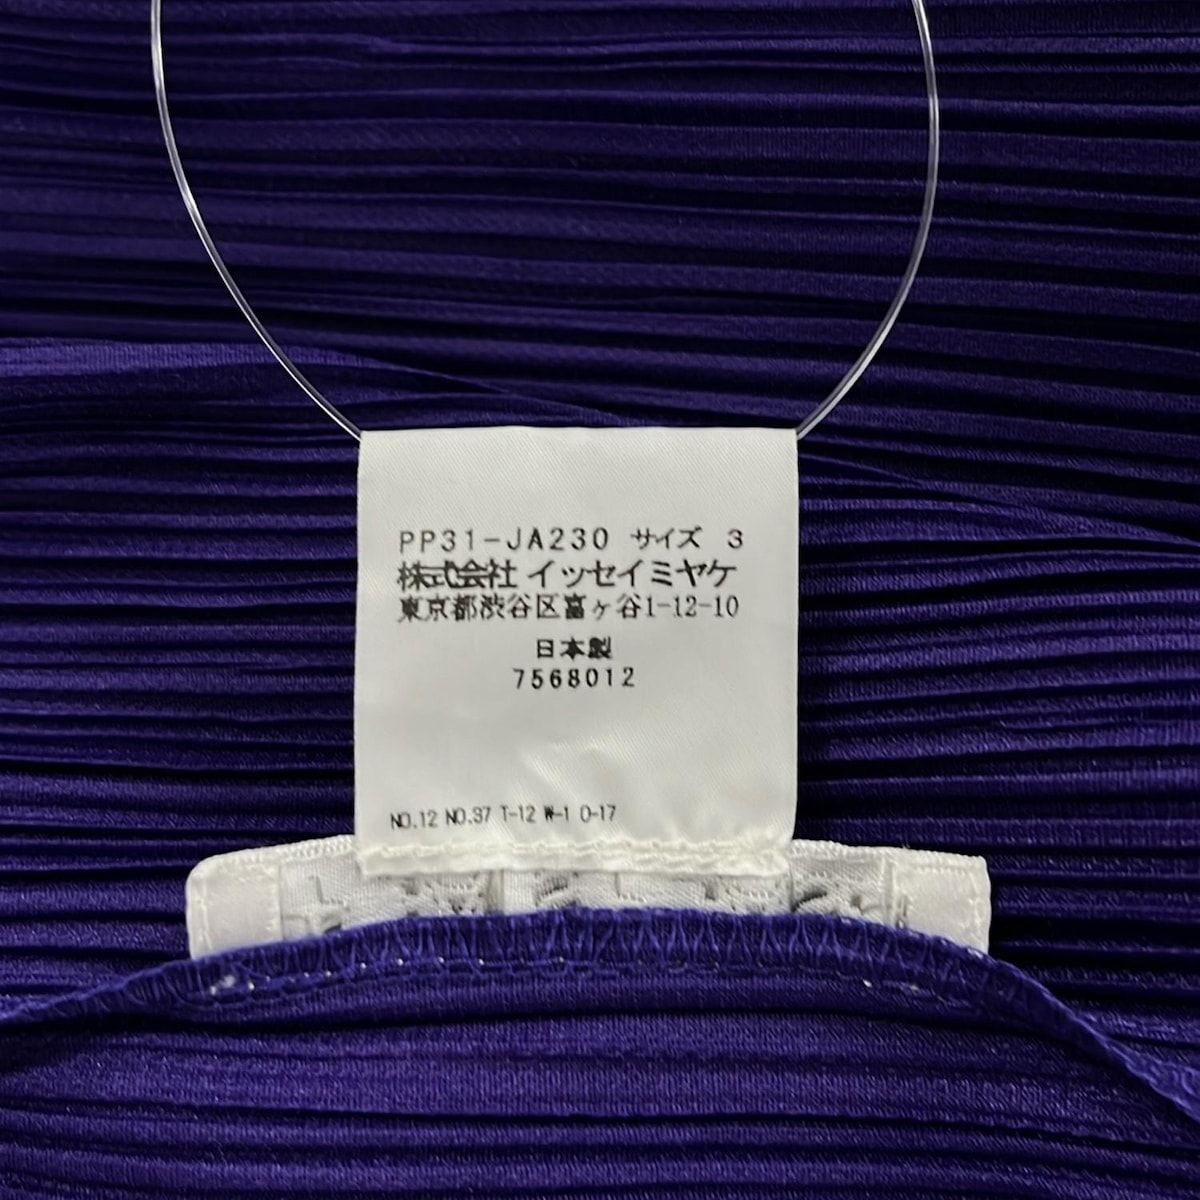 PP31-JA230 サイズ 3
株式会社 イッセイミヤケ
東京都渋谷区富ヶ谷1-12-10
日本製
7568012
NO.12 NO.37 T-12 W-1 O-17